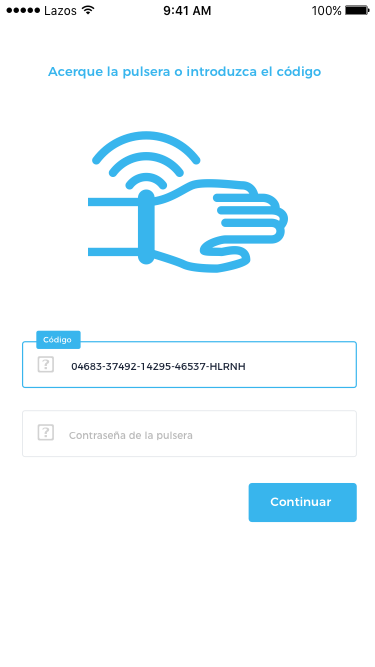 Lazos 9:41 AM 100%
Acerque la pulsera o introduzca el código
Código
? 04683-37492-14295-46537-HLRNH
? Contraseña de la pulsera
Continuar